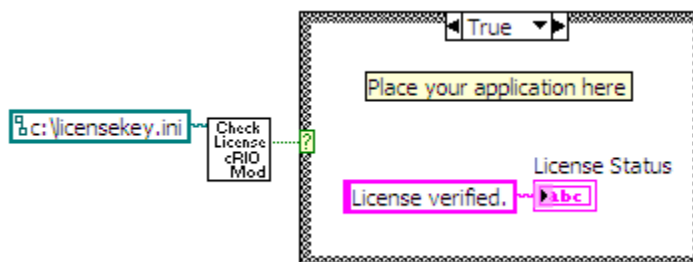 True
Place your application here
c:\licensekey.ini
Check
License
cRIO
Mod
?
License Status
License verified.
abc